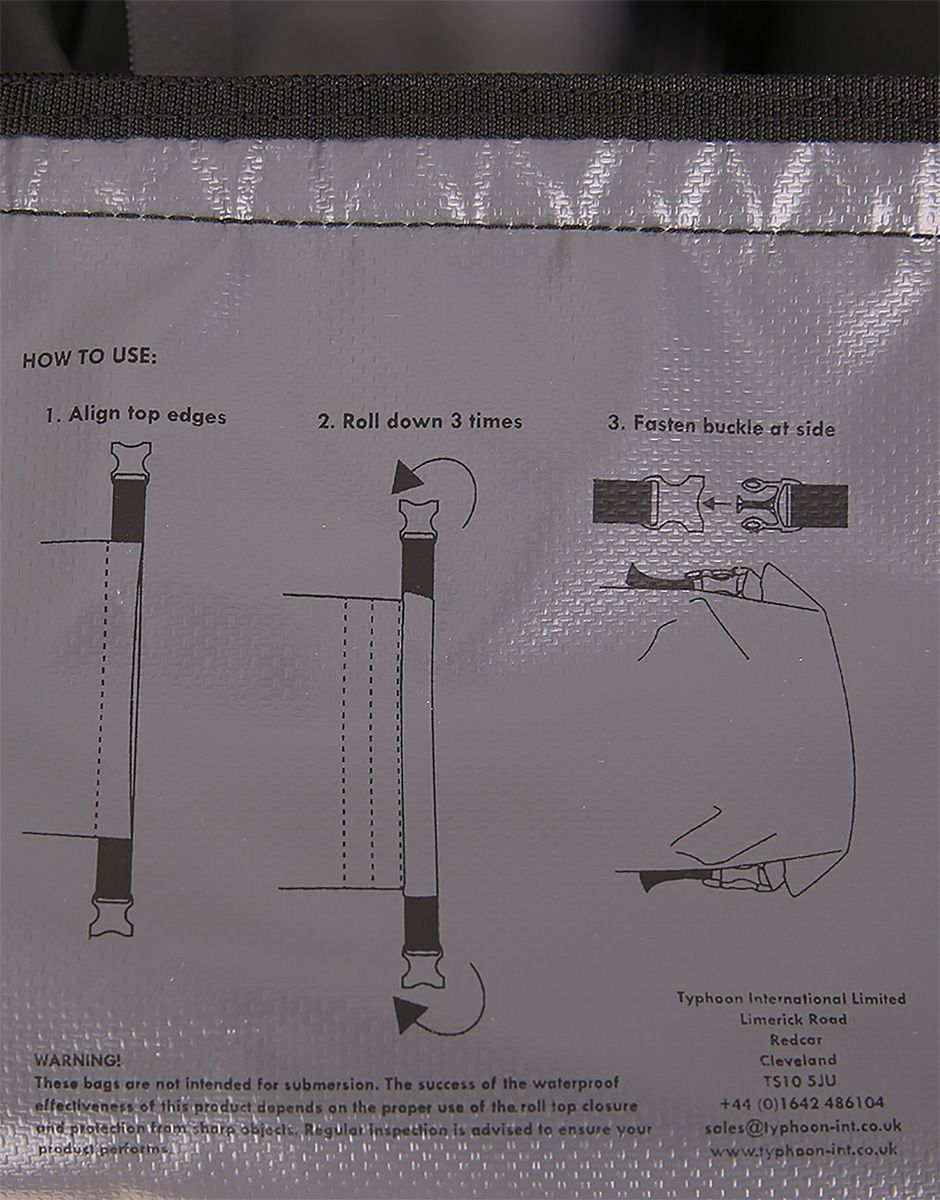 HOW TO USE:
1. Align top edges
2. Roll down 3 times
3. Fasten buckle at side
WARNING!
These bags are not intended for submersion. The success of the waterproof
effectiveness of this product depends on the proper use of the roll top closure
and protection from sharp objects. Regular inspection is advised to ensure your
product performs.
Typhoon International Limited
Limerick Road
Redcar
Cleveland
TS10 5JU
+44 (0)1642 486104
sales@typhoon-int.co.uk
www.typhoon-int.co.uk